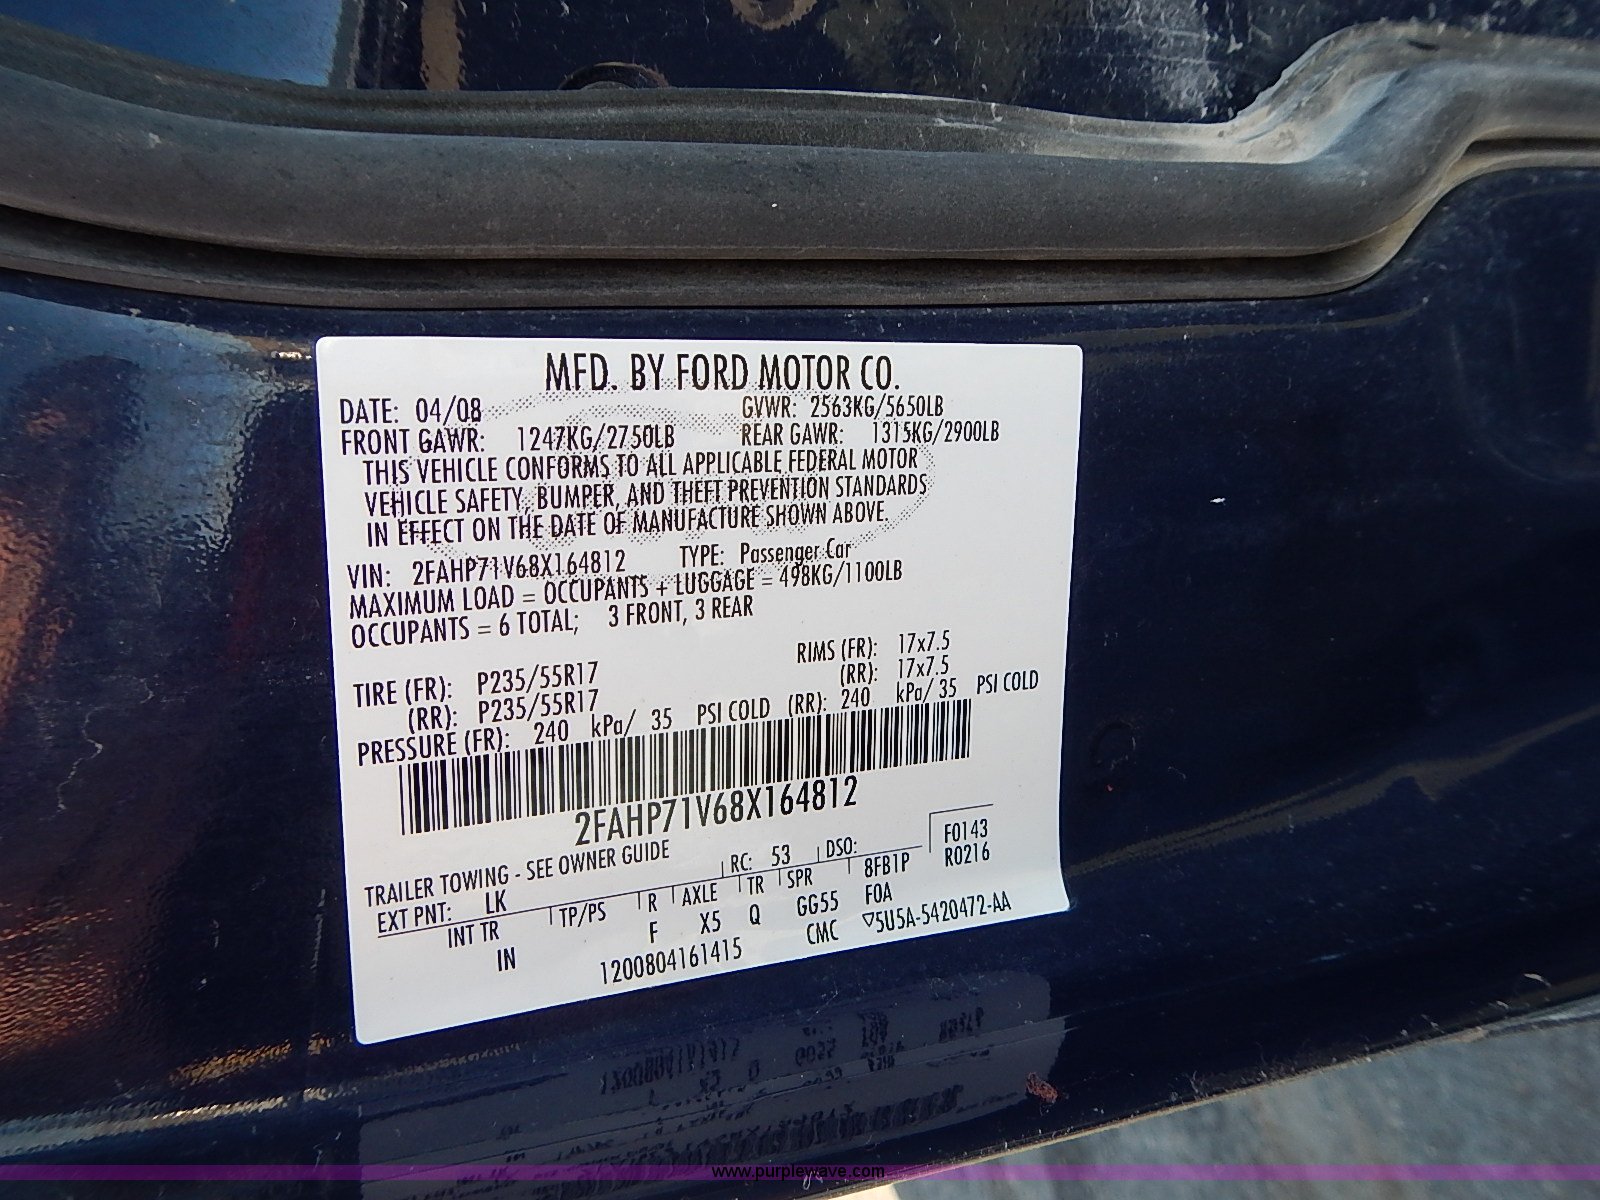 MFD. BY FORD MOTOR CO.
DATE: 04/08 GVWR: 2563KG/5650LB
FRONT GAWR: 1247KG/2750LB REAR GAWR: 1315KG/2900LB
THIS VEHICLE CONFORMS TO ALL APPLICABLE FEDERAL MOTOR
VEHICLE SAFETY, BUMPER, AND THEFT PREVENTION STANDARDS
IN EFFECT ON THE DATE OF MANUFACTURE SHOWN ABOVE.
VIN: 2FAHP71V68X164812 TYPE: Passenger Car
MAXIMUM LOAD = OCCUPANTS + LUGGAGE = 498KG/1100LB
OCCUPANTS = 6 TOTAL; 3 FRONT, 3 REAR
TIRE (FR): P235/55R17 RIMS (FR): 17x7.5
(RR): P235/55R17 (RR): 17x7.5
PRESSURE (FR): 240 kPa/ 35 PSI COLD (RR): 240 kPa/ 35 PSI COLD
2FAHP71V68X164812
TRAILER TOWING - SEE OWNER GUIDE
EXT PNT: LK RC: 53 DSO: F0143
INT TR TP/PS R AXLE TR SPR 8FB1P R0216
IN F X5 Q GG55 FOA
1200804161415 CMC ▽5U5A-5420472-AA
www.purplewave.com